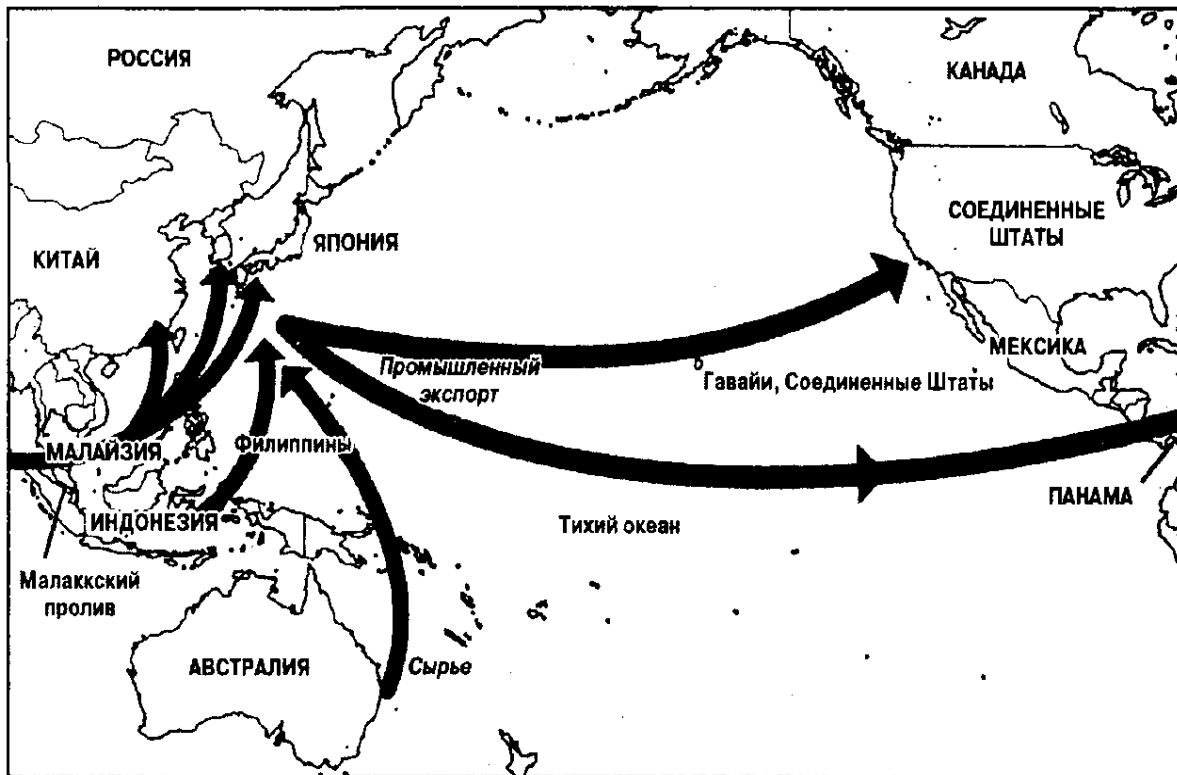 РОССИЯ
КАНАДА
СОЕДИНЕННЫЕ
ШТАТЫ
КИТАЙ
ЯПОНИЯ
МЕКСИКА
Промышленный
экспорт
Гавайи, Соединенные Штаты
МАЛАЙЗИЯ
Филиппины
ПАНАМА
ИНДОНЕЗИЯ
Тихий океан
Малаккский
пролив
АВСТРАЛИЯ
Сырье